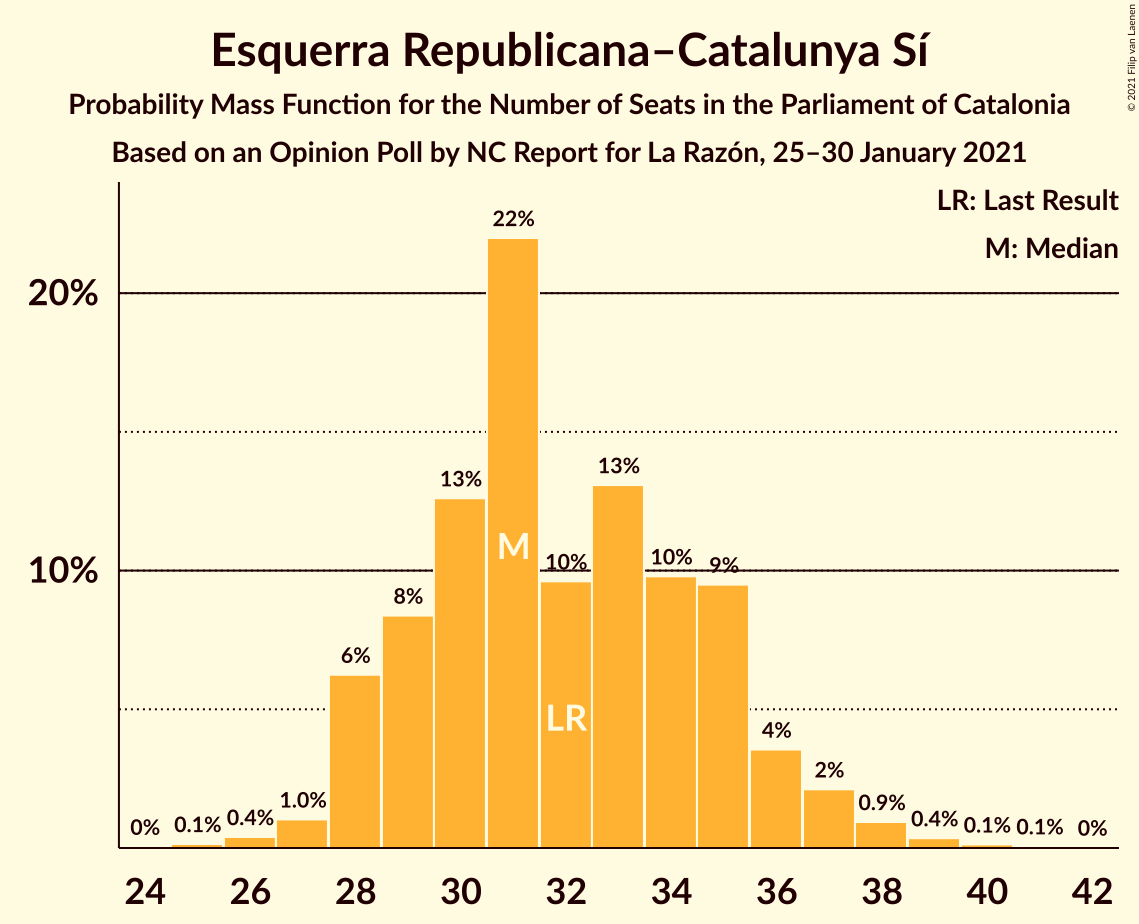 Esquerra Republicana–Catalunya Sí
Probability Mass Function for the Number of Seats in the Parliament of Catalonia
Based on an Opinion Poll by NC Report for La Razón, 25–30 January 2021
© 2021 Filip van Laenen
LR: Last Result
M: Median
20%
10%
0%
0.1%
0.4%
1.0%
6%
8%
13%
22%
10%
13%
10%
9%
4%
2%
0.9%
0.4%
0.1%
0.1%
0%
M
LR
24 26 28 30 32 34 36 38 40 42